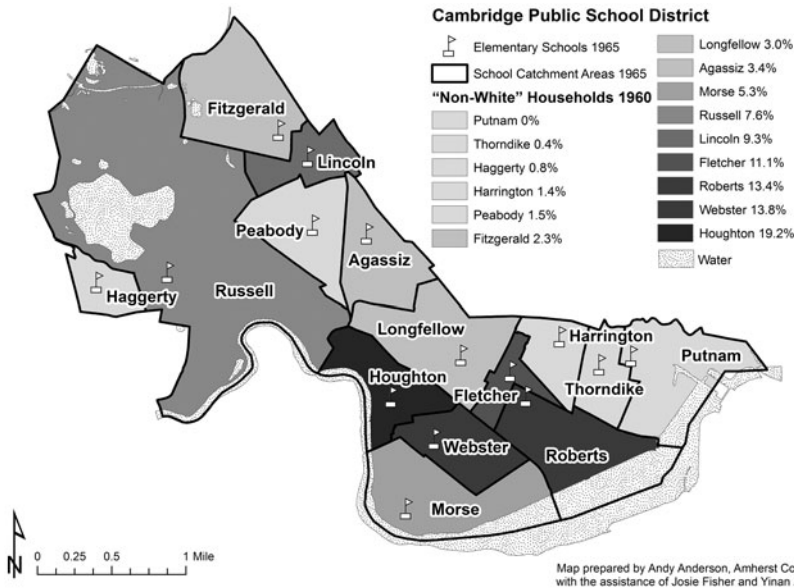 Cambridge Public School District
Elementary Schools 1965
School Catchment Areas 1965
"Non-White" Households 1960
Putnam 0%
Thorndike 0.4%
Haggerty 0.8%
Harrington 1.4%
Peabody 1.5%
Fitzgerald 2.3%
Longfellow 3.0%
Agassiz 3.4%
Morse 5.3%
Russell 7.6%
Lincoln 9.3%
Fletcher 11.1%
Roberts 13.4%
Webster 13.8%
Houghton 19.2%
Water
Fitzgerald
Lincoln
Peabody
Agassiz
Haggerty
Russell
Longfellow
Harrington
Putnam
Houghton
Thorndike
Fletcher
Webster
Roberts
Morse
N
0 0.25 0.5 1 Mile
Map prepared by Andy Anderson, Amherst Co
with the assistance of Josie Fisher and Yinan